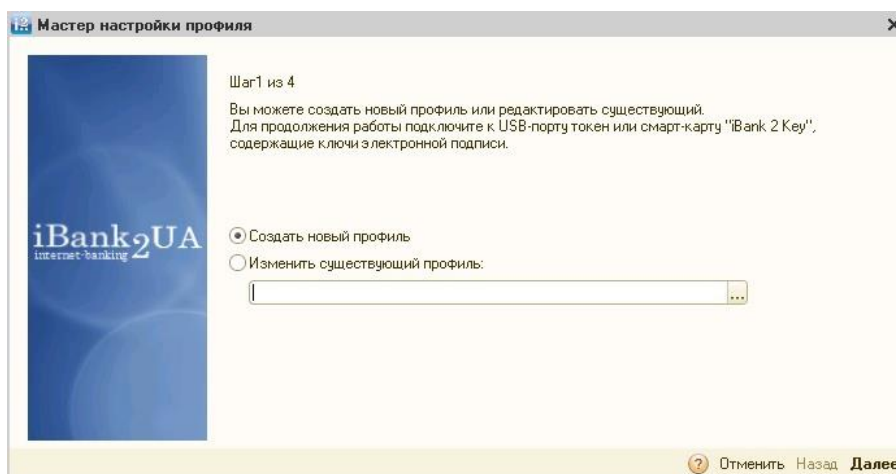 Мастер настройки профиля
Шаг1 из 4
Вы можете создать новый профиль или редактировать существующий.
Для продолжения работы подключите к USB-порту токен или смарт-карту "iBank 2 Key",
содержащие ключи электронной подписи.
iBank2UA
internet-banking
Создать новый профиль
Изменить существующий профиль:
...
? Отменить Назад Далее